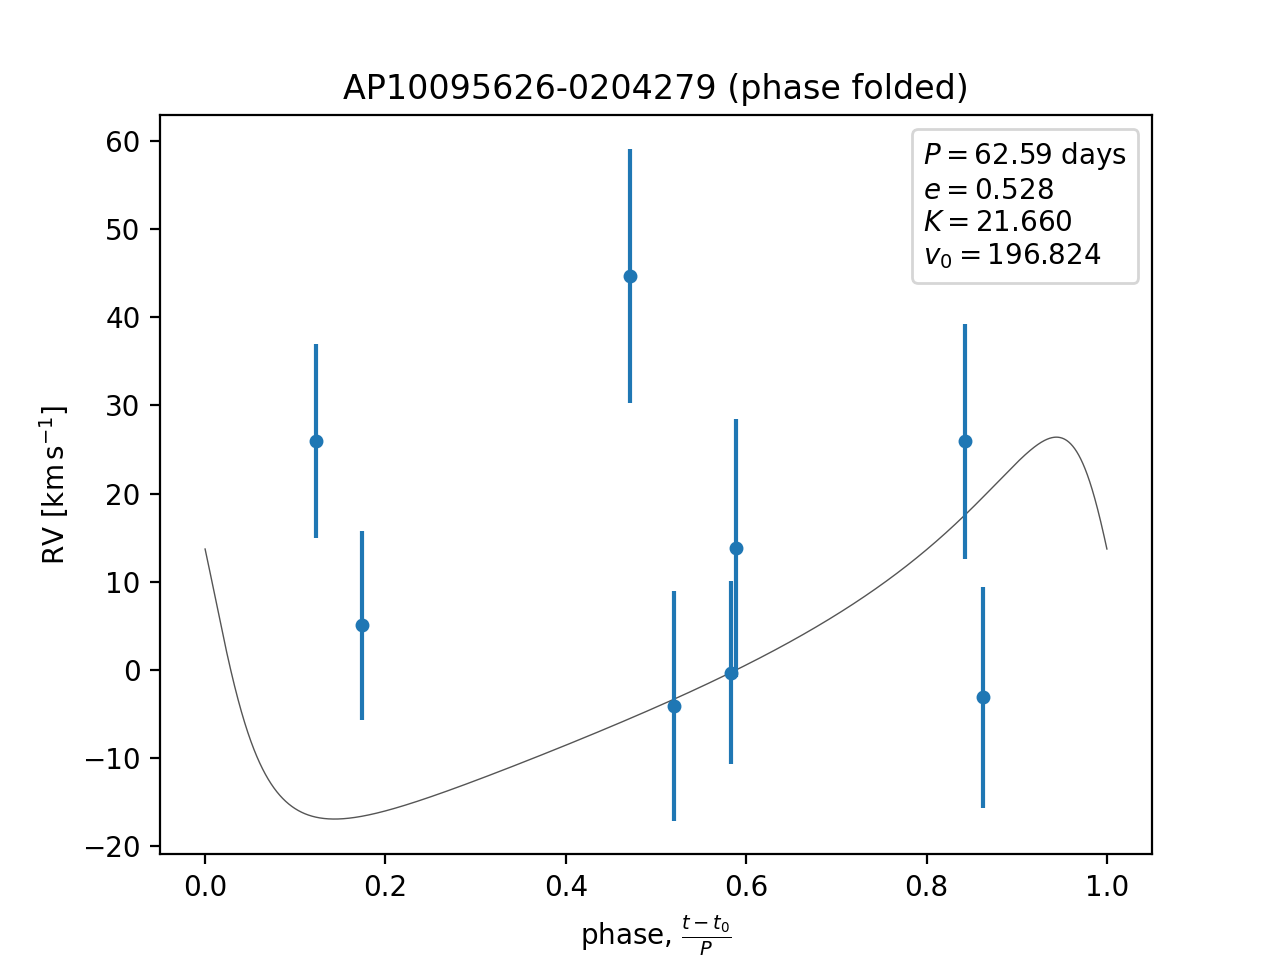 AP10095626-0204279 (phase folded)
P = 62.59 days
e = 0.528
K = 21.660
v₀ = 196.824
RV [km s⁻¹]
60
50
40
30
20
10
0
−10
−20
0.0 0.2 0.4 0.6 0.8 1.0
phase, (t − t₀)/P